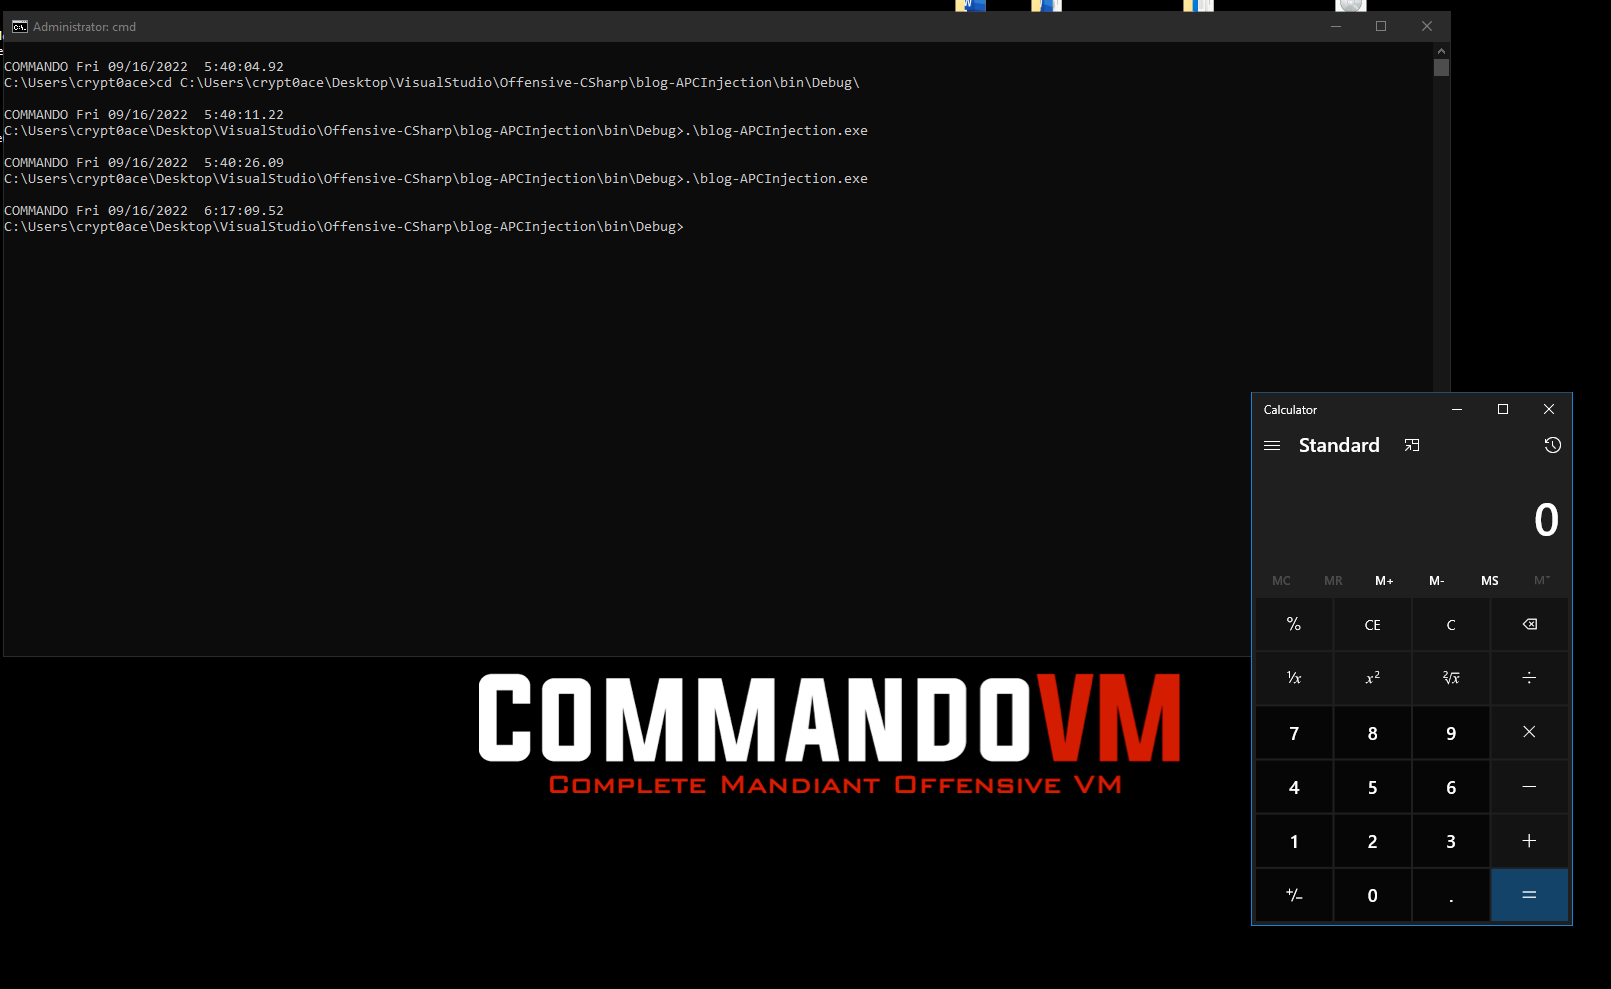 Administrator: cmd
COMMANDO Fri 09/16/2022  5:40:04.92
C:\Users\crypt0ace>cd C:\Users\crypt0ace\Desktop\VisualStudio\Offensive-CSharp\blog-APCInjection\bin\Debug\
COMMANDO Fri 09/16/2022  5:40:11.22
C:\Users\crypt0ace\Desktop\VisualStudio\Offensive-CSharp\blog-APCInjection\bin\Debug>.\blog-APCInjection.exe
COMMANDO Fri 09/16/2022  5:40:26.09
C:\Users\crypt0ace\Desktop\VisualStudio\Offensive-CSharp\blog-APCInjection\bin\Debug>.\blog-APCInjection.exe
COMMANDO Fri 09/16/2022  6:17:09.52
C:\Users\crypt0ace\Desktop\VisualStudio\Offensive-CSharp\blog-APCInjection\bin\Debug>
Calculator
Standard
0
MC MR M+ M- MS M˅
% CE C
¹/x x² ²√x ÷
7 8 9 ×
4 5 6 −
1 2 3 +
+/− 0 . =
COMMANDOVM
COMPLETE MANDIANT OFFENSIVE VM